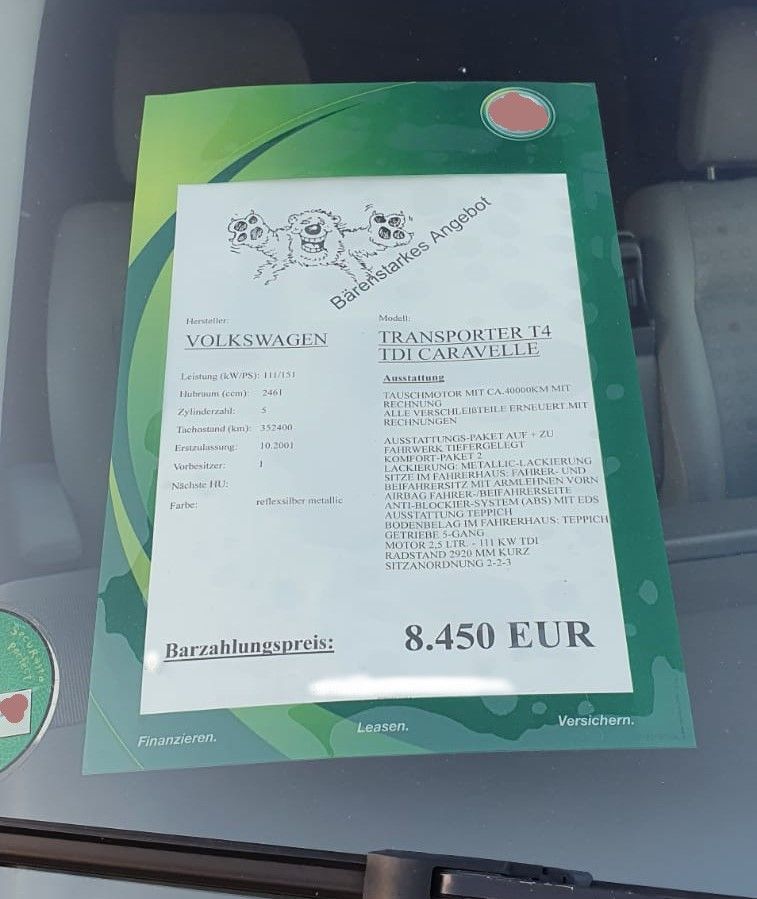 Bärenstarkes Angebot
Hersteller:
VOLKSWAGEN
Leistung (kW/PS): 111/151
Hubraum (ccm): 2461
Zylinderzahl: 5
Tachostand (km): 352400
Erstzulassung: 10.2001
Vorbesitzer: 1
Nächste HU:
Farbe: reflexsilber metallic
Modell:
TRANSPORTER T4
TDI CARAVELLE
Ausstattung
TAUSCHMOTOR MIT CA.40000KM MIT
RECHNUNG
ALLE VERSCHLEIßTEILE ERNEUERT MIT
RECHNUNGEN
AUSSTATTUNGS-PAKET AUF + ZU
FAHRWERK TIEFERGELEGT
KOMFORT-PAKET 2
LACKIERUNG: METALLIC-LACKIERUNG
SITZE IM FAHRERHAUS: FAHRER- UND
BEIFAHRERSITZ MIT ARMLEHNEN VORN
AIRBAG FAHRER-/BEIFAHRERSEITE
ANTI-BLOCKIER-SYSTEM (ABS) MIT EDS
AUSSTATTUNG TEPPICH
BODENBELAG IM FAHRERHAUS: TEPPICH
GETRIEBE 5-GANG
MOTOR 2,5 LTR. - 111 KW TDI
RADSTAND 2920 MM KURZ
SITZANORDNUNG 2-2-3
Barzahlungspreis: 8.450 EUR
Finanzieren. Leasen. Versichern.